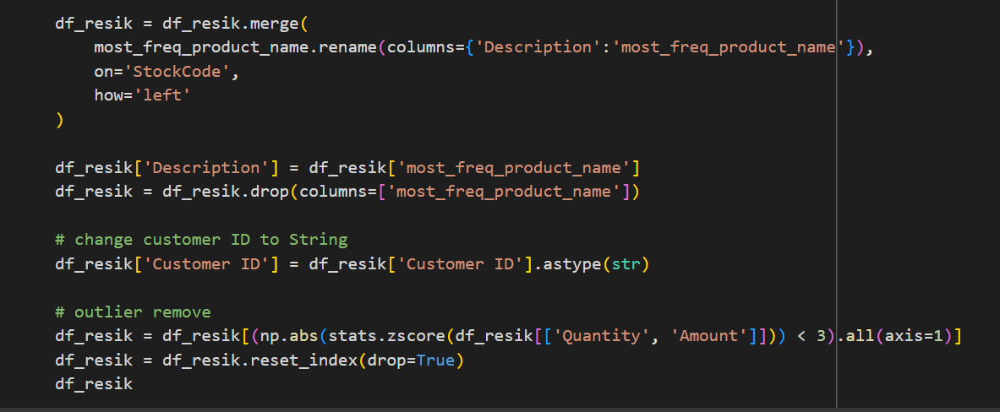 df_resik = df_resik.merge(
    most_freq_product_name.rename(columns={'Description':'most_freq_product_name'}),
    on='StockCode',
    how='left'
)

df_resik['Description'] = df_resik['most_freq_product_name']
df_resik = df_resik.drop(columns=['most_freq_product_name'])

# change customer ID to String
df_resik['Customer ID'] = df_resik['Customer ID'].astype(str)

# outlier remove
df_resik = df_resik[(np.abs(stats.zscore(df_resik[['Quantity', 'Amount']])) < 3).all(axis=1)]
df_resik = df_resik.reset_index(drop=True)
df_resik